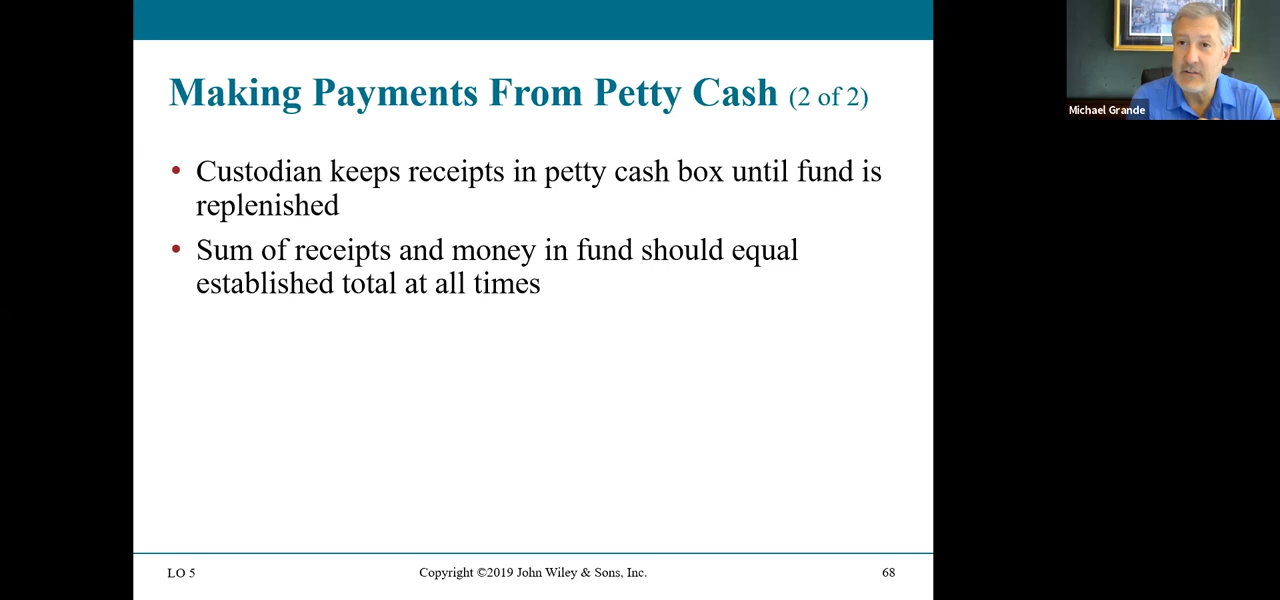 Making Payments From Petty Cash (2 of 2)
Michael Grande
• Custodian keeps receipts in petty cash box until fund is
replenished
• Sum of receipts and money in fund should equal
established total at all times
LO 5
Copyright ©2019 John Wiley & Sons, Inc.
68